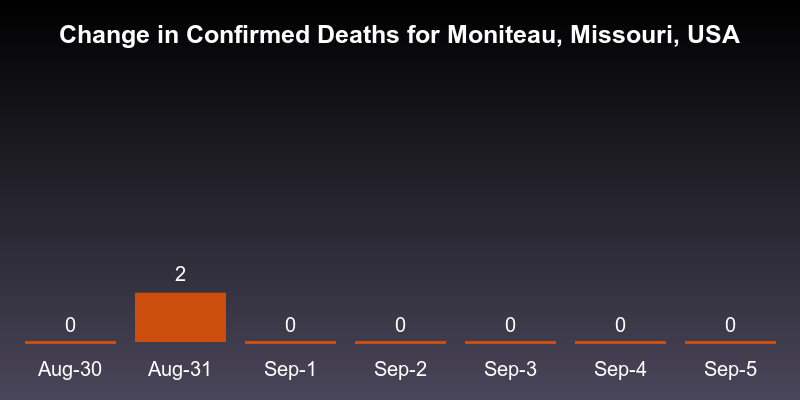 Change in Confirmed Deaths for Moniteau, Missouri, USA
2
0 0 0 0 0 0
Aug-30 Aug-31 Sep-1 Sep-2 Sep-3 Sep-4 Sep-5